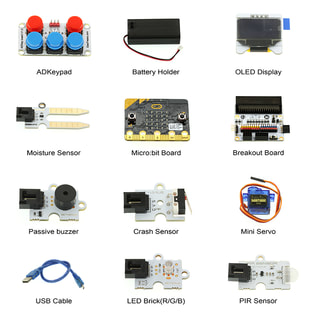 ADKeypad
Battery Holder
OLED Display
Moisture Sensor
Micro:bit Board
Breakout Board
Passive buzzer
Crash Sensor
Mini Servo
USB Cable
LED Brick(R/G/B)
PIR Sensor